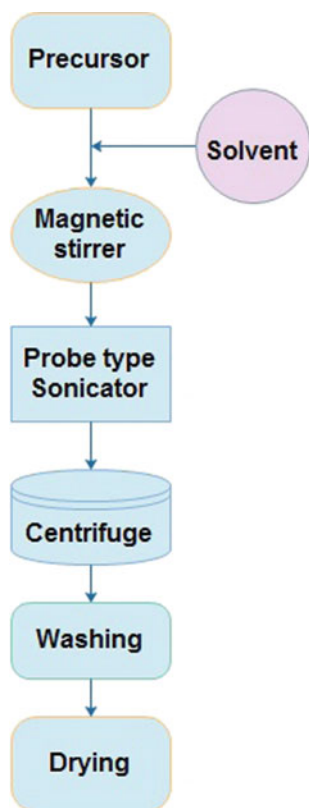 Precursor
Solvent
Magnetic
stirrer
Probe type
Sonicator
Centrifuge
Washing
Drying